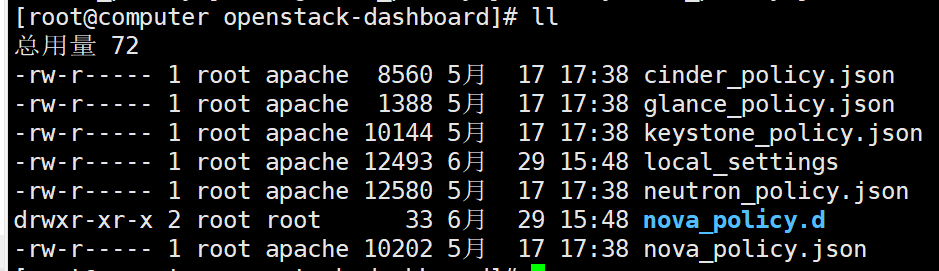 [root@computer openstack-dashboard]# ll
总用量 72
-rw-r----- 1 root apache  8560 5月  17 17:38 cinder_policy.json
-rw-r----- 1 root apache  1388 5月  17 17:38 glance_policy.json
-rw-r----- 1 root apache 10144 5月  17 17:38 keystone_policy.json
-rw-r----- 1 root apache 12493 6月  29 15:48 local_settings
-rw-r----- 1 root apache 12580 5月  17 17:38 neutron_policy.json
drwxr-xr-x 2 root root      33 6月  29 15:48 nova_policy.d
-rw-r----- 1 root apache 10202 5月  17 17:38 nova_policy.json